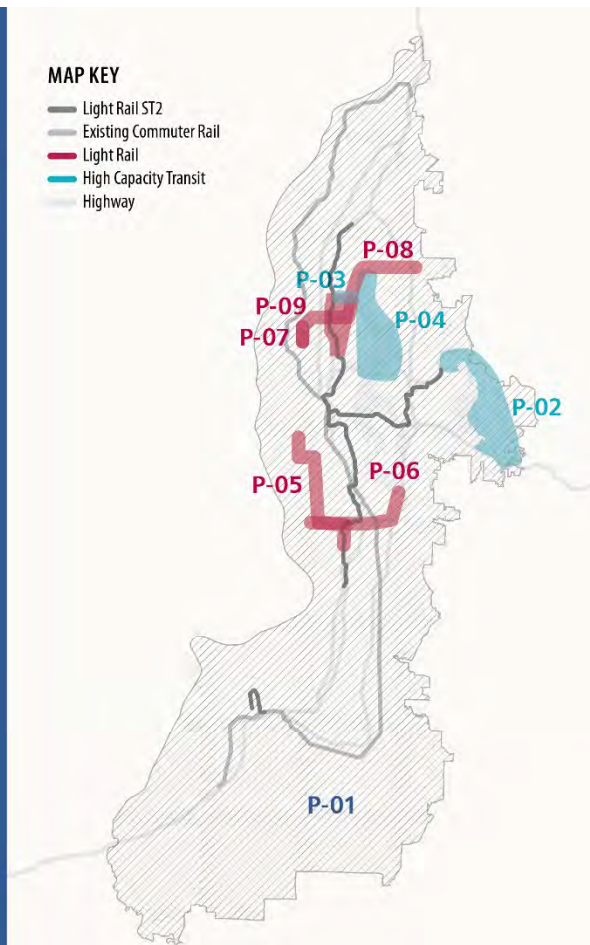 MAP KEY
Light Rail ST2
Existing Commuter Rail
Light Rail
High Capacity Transit
Highway
P-08
P-03
P-09
P-04
P-07
P-02
P-05
P-06
P-01